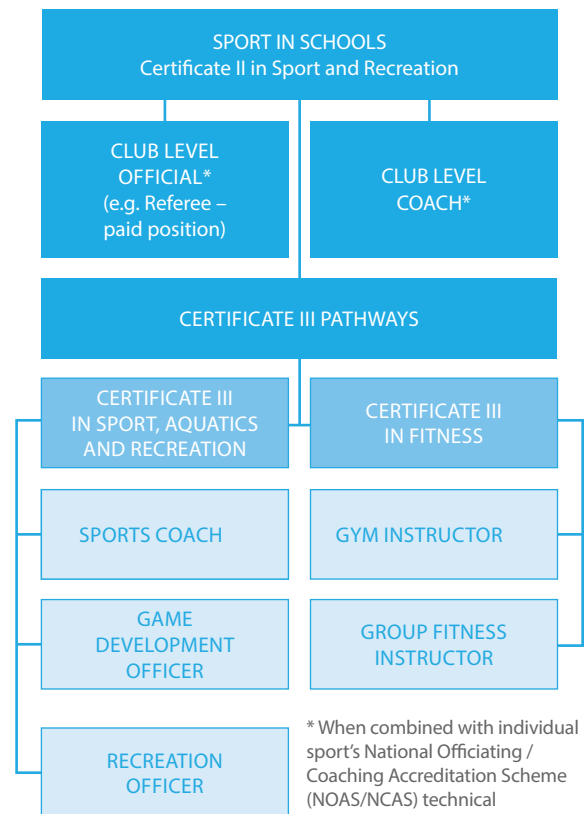 SPORT IN SCHOOLS
Certificate II in Sport and Recreation
CLUB LEVEL
OFFICIAL*
(e.g. Referee –
paid position)
CLUB LEVEL
COACH*
CERTIFICATE III PATHWAYS
CERTIFICATE III
IN SPORT, AQUATICS
AND RECREATION
CERTIFICATE III
IN FITNESS
SPORTS COACH
GYM INSTRUCTOR
GAME
DEVELOPMENT
OFFICER
GROUP FITNESS
INSTRUCTOR
RECREATION
OFFICER
* When combined with individual
sport's National Officiating /
Coaching Accreditation Scheme
(NOAS/NCAS) technical